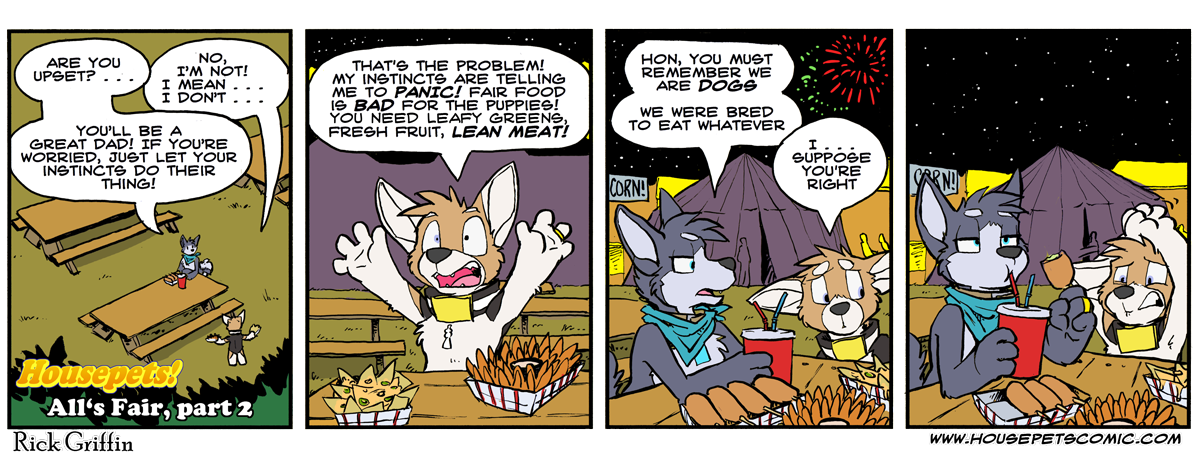 ARE YOU
UPSET? . . .
NO,
I'M NOT!
I MEAN . . .
I DON'T . . .
YOU'LL BE A
GREAT DAD! IF YOU'RE
WORRIED, JUST LET YOUR
INSTINCTS DO THEIR
THING!
Housepets!
All's Fair, part 2
Rick Griffin
THAT'S THE PROBLEM!
MY INSTINCTS ARE TELLING
ME TO PANIC! FAIR FOOD
IS BAD FOR THE PUPPIES!
YOU NEED LEAFY GREENS,
FRESH FRUIT, LEAN MEAT!
HON, YOU MUST
REMEMBER WE
ARE DOGS
WE WERE BRED
TO EAT WHATEVER
I . . .
SUPPOSE
YOU'RE
RIGHT
CORN!
CORN!
WWW.HOUSEPETSCOMIC.COM